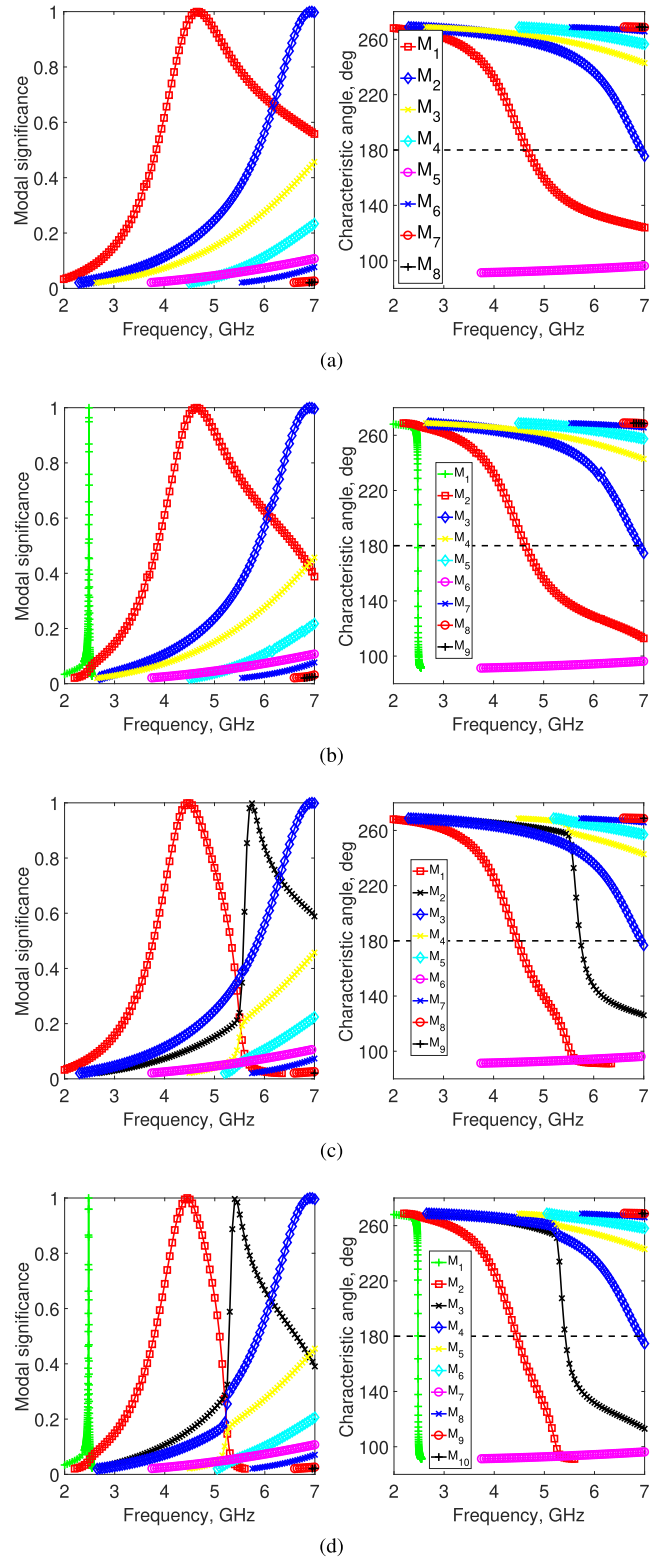 1
0.8
0.6
0.4
0.2
0
Modal significance
2 3 4 5 6 7
Frequency, GHz
260
220
180
140
100
Characteristic angle, deg
M1
M2
M3
M4
M5
M6
M7
M8
2 3 4 5 6 7
Frequency, GHz
(a)
1
0.8
0.6
0.4
0.2
0
Modal significance
2 3 4 5 6 7
Frequency, GHz
260
220
180
140
100
Characteristic angle, deg
M1
M2
M3
M4
M5
M6
M7
M8
M9
2 3 4 5 6 7
Frequency, GHz
(b)
1
0.8
0.6
0.4
0.2
0
Modal significance
2 3 4 5 6 7
Frequency, GHz
260
220
180
140
100
Characteristic angle, deg
M1
M2
M3
M4
M5
M6
M7
M8
M9
2 3 4 5 6 7
Frequency, GHz
(c)
1
0.8
0.6
0.4
0.2
0
Modal significance
2 3 4 5 6 7
Frequency, GHz
260
220
180
140
100
Characteristic angle, deg
M1
M2
M3
M4
M5
M6
M7
M8
M9
M10
2 3 4 5 6 7
Frequency, GHz
(d)